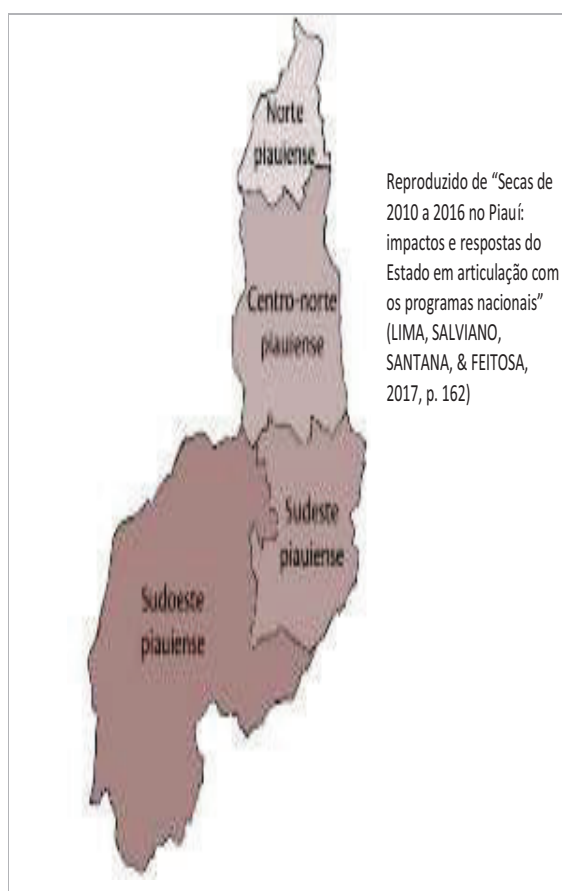 Norte
piauiense
Centro-norte
piauiense
Sudeste
piauiense
Sudoeste
piauiense
Reproduzido de “Secas de
2010 a 2016 no Piauí:
impactos e respostas do
Estado em articulação com
os programas nacionais”
(LIMA, SALVIANO,
SANTANA, & FEITOSA,
2017, p. 162)